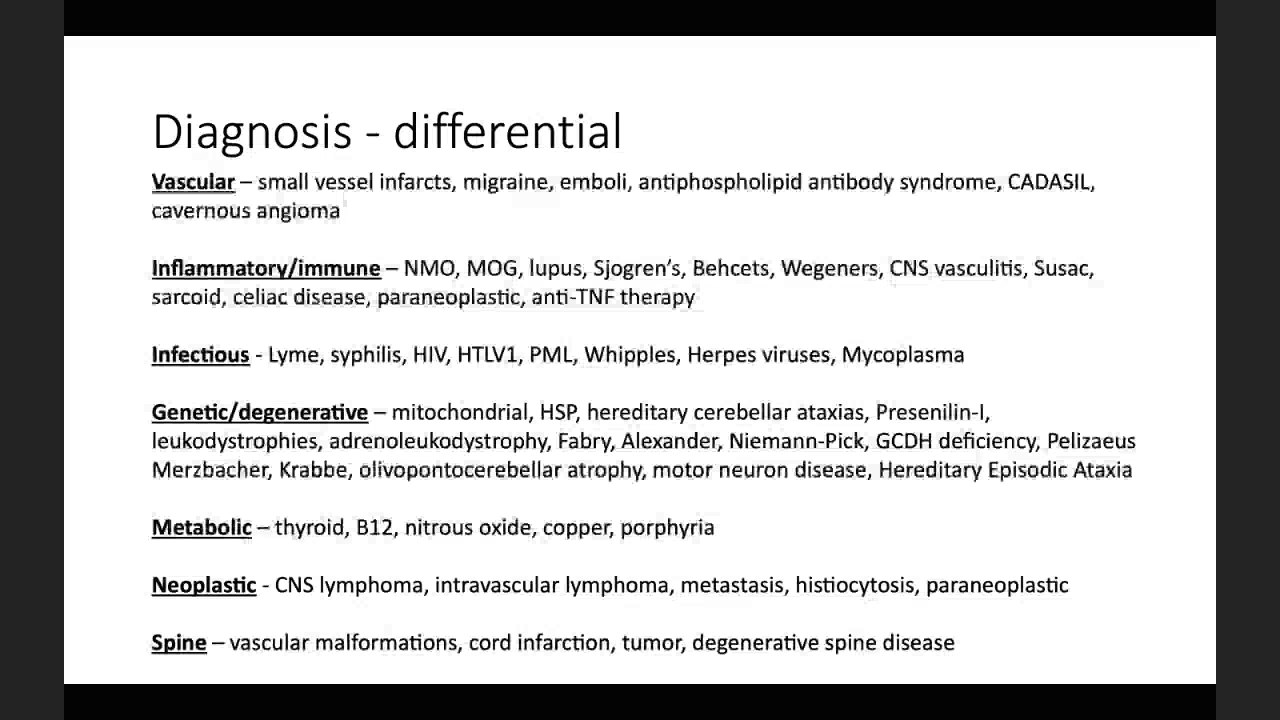 Diagnosis - differential
Vascular – small vessel infarcts, migraine, emboli, antiphospholipid antibody syndrome, CADASIL,
cavernous angioma
Inflammatory/immune – NMO, MOG, lupus, Sjogren's, Behcets, Wegeners, CNS vasculitis, Susac,
sarcoid, celiac disease, paraneoplastic, anti-TNF therapy
Infectious - Lyme, syphilis, HIV, HTLV1, PML, Whipples, Herpes viruses, Mycoplasma
Genetic/degenerative – mitochondrial, HSP, hereditary cerebellar ataxias, Presenilin-I,
leukodystrophies, adrenoleukodystrophy, Fabry, Alexander, Niemann-Pick, GCDH deficiency, Pelizaeus
Merzbacher, Krabbe, olivopontocerebellar atrophy, motor neuron disease, Hereditary Episodic Ataxia
Metabolic – thyroid, B12, nitrous oxide, copper, porphyria
Neoplastic - CNS lymphoma, intravascular lymphoma, metastasis, histiocytosis, paraneoplastic
Spine – vascular malformations, cord infarction, tumor, degenerative spine disease